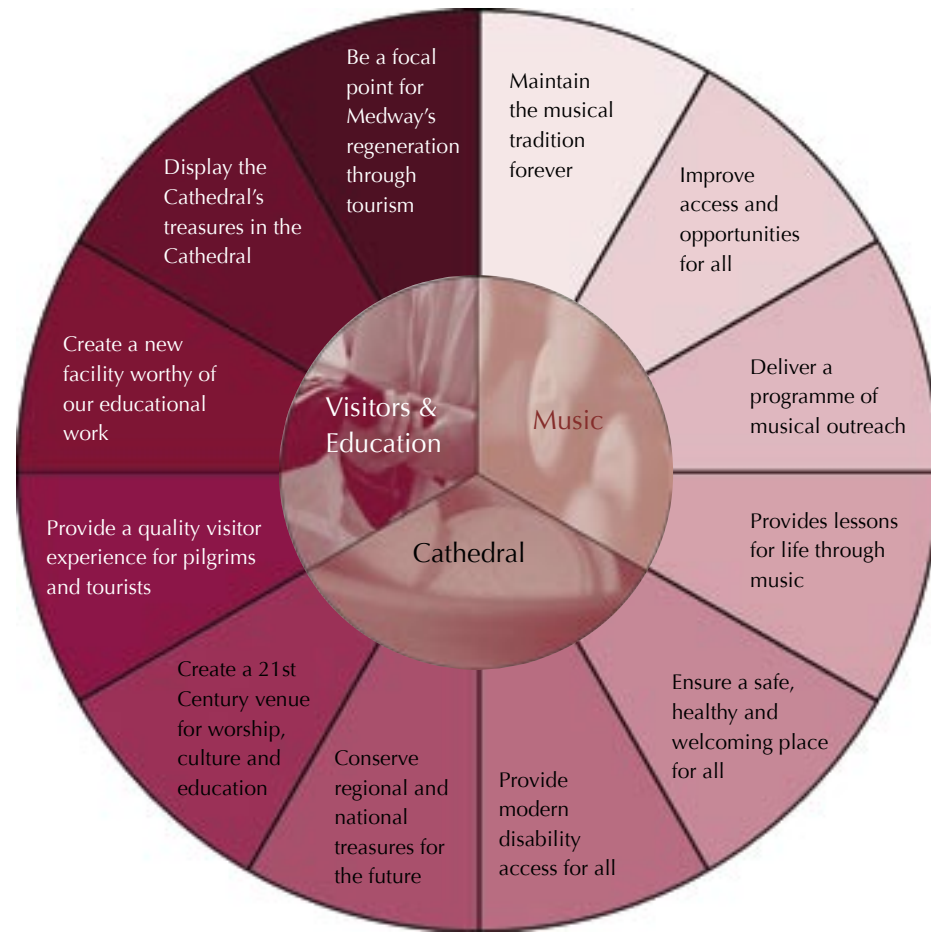 Be a focal
point for
Medway's
regeneration
through
tourism
Maintain
the musical
tradition
forever
Improve
access and
opportunities
for all
Deliver a
programme of
musical outreach
Provides lessons
for life through
music
Ensure a safe,
healthy and
welcoming place
for all
Provide
modern
disability
access for all
Conserve
regional and
national
treasures for
the future
Create a 21st
Century venue
for worship,
culture and
education
Provide a quality visitor
experience for pilgrims
and tourists
Create a new
facility worthy of
our educational
work
Display the
Cathedral's
treasures in the
Cathedral
Visitors &
Education
Music
Cathedral